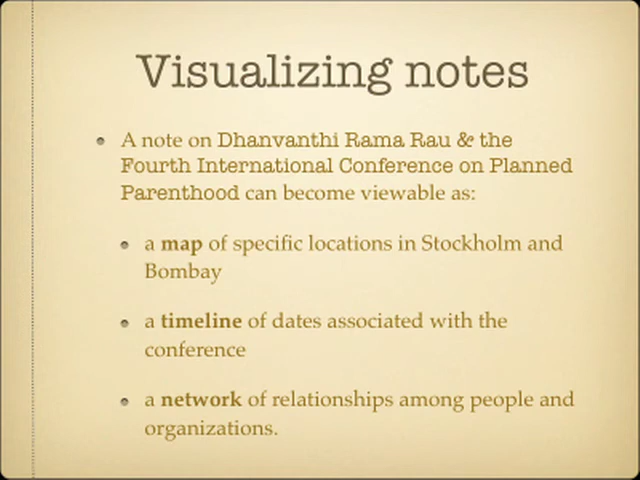 Visualizing notes
A note on Dhanvanthi Rama Rau & the
Fourth International Conference on Planned
Parenthood can become viewable as:
a map of specific locations in Stockholm and
Bombay
a timeline of dates associated with the
conference
a network of relationships among people and
organizations.